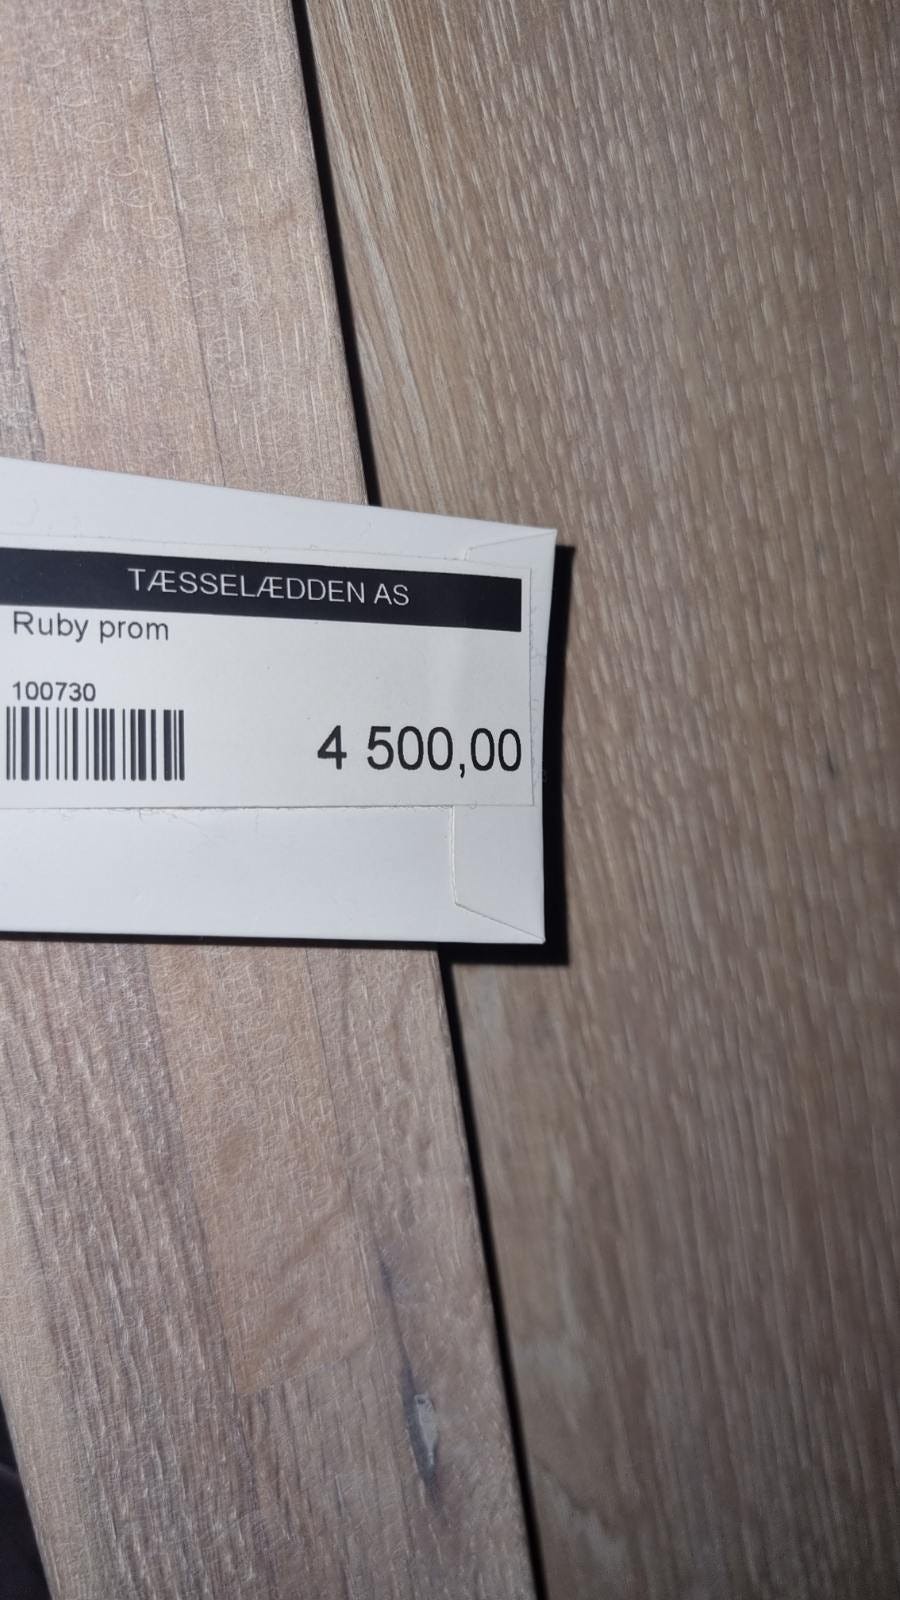 TÆSSELÆDDEN AS
Ruby prom
100730
4 500,00